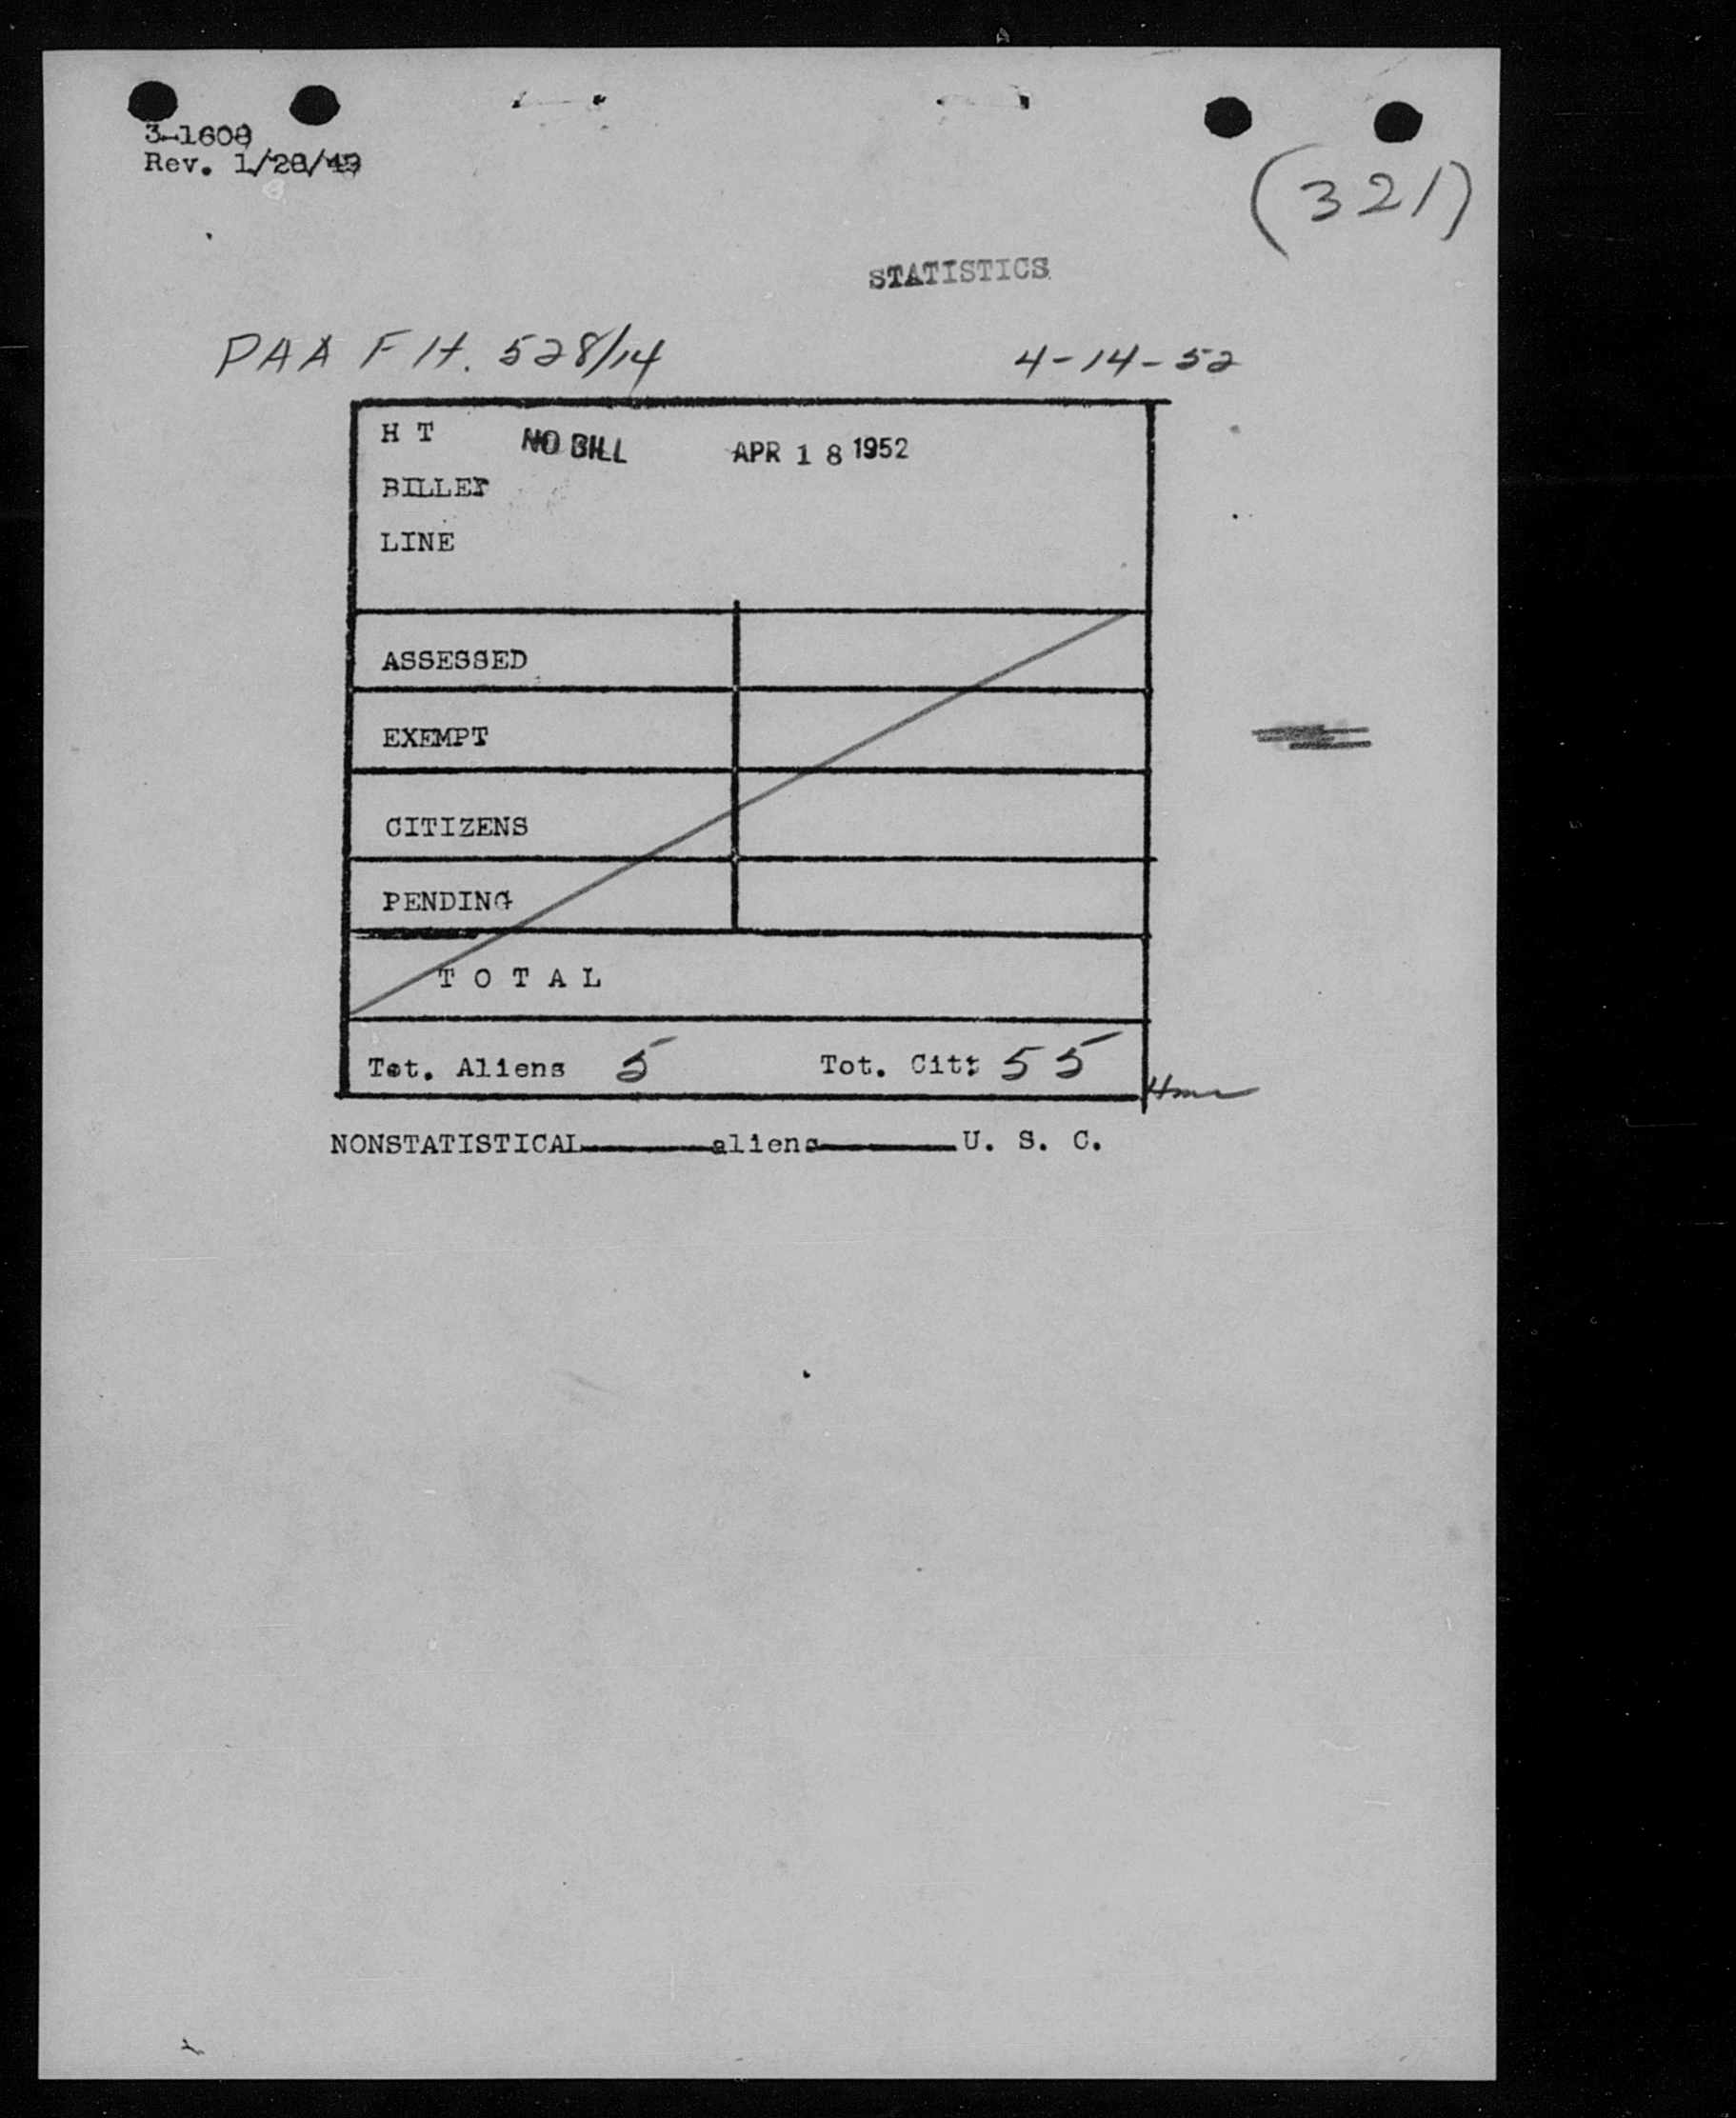 3-1608
Rev. 1/28/49
(321)
STATISTICS
PAA Flt. 528/14 4-14-52
H T NO BILL APR 18 1952
BILLET
LINE
ASSESSED
EXEMPT
CITIZENS
PENDING
T O T A L
Tot. Aliens 5 Tot. Cit: 55
NONSTATISTICAL aliens U. S. C.